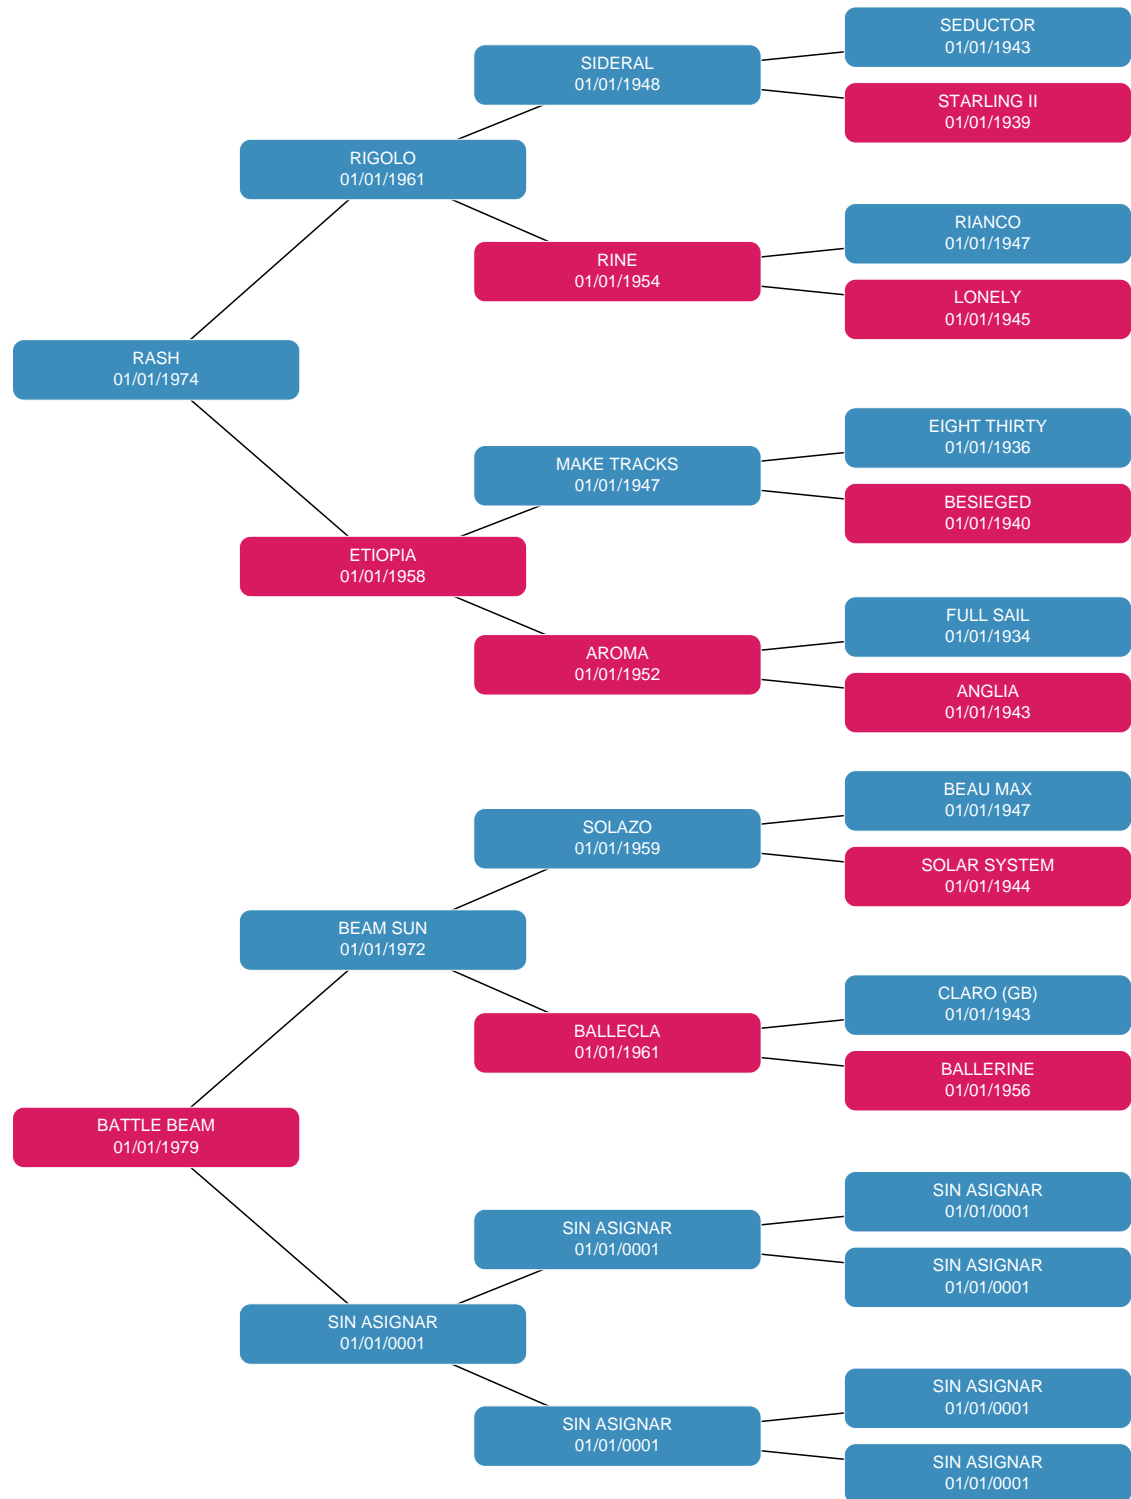 SEDUCTOR
01/01/1943
SIDERAL
01/01/1948
STARLING II
01/01/1939
RIGOLO
01/01/1961
RIANCO
01/01/1947
RINE
01/01/1954
LONELY
01/01/1945
RASH
01/01/1974
EIGHT THIRTY
01/01/1936
MAKE TRACKS
01/01/1947
BESIEGED
01/01/1940
ETIOPIA
01/01/1958
FULL SAIL
01/01/1934
AROMA
01/01/1952
ANGLIA
01/01/1943
BEAU MAX
01/01/1947
SOLAZO
01/01/1959
SOLAR SYSTEM
01/01/1944
BEAM SUN
01/01/1972
CLARO (GB)
01/01/1943
BALLECLA
01/01/1961
BALLERINE
01/01/1956
BATTLE BEAM
01/01/1979
SIN ASIGNAR
01/01/0001
SIN ASIGNAR
01/01/0001
SIN ASIGNAR
01/01/0001
SIN ASIGNAR
01/01/0001
SIN ASIGNAR
01/01/0001
SIN ASIGNAR
01/01/0001
SIN ASIGNAR
01/01/0001